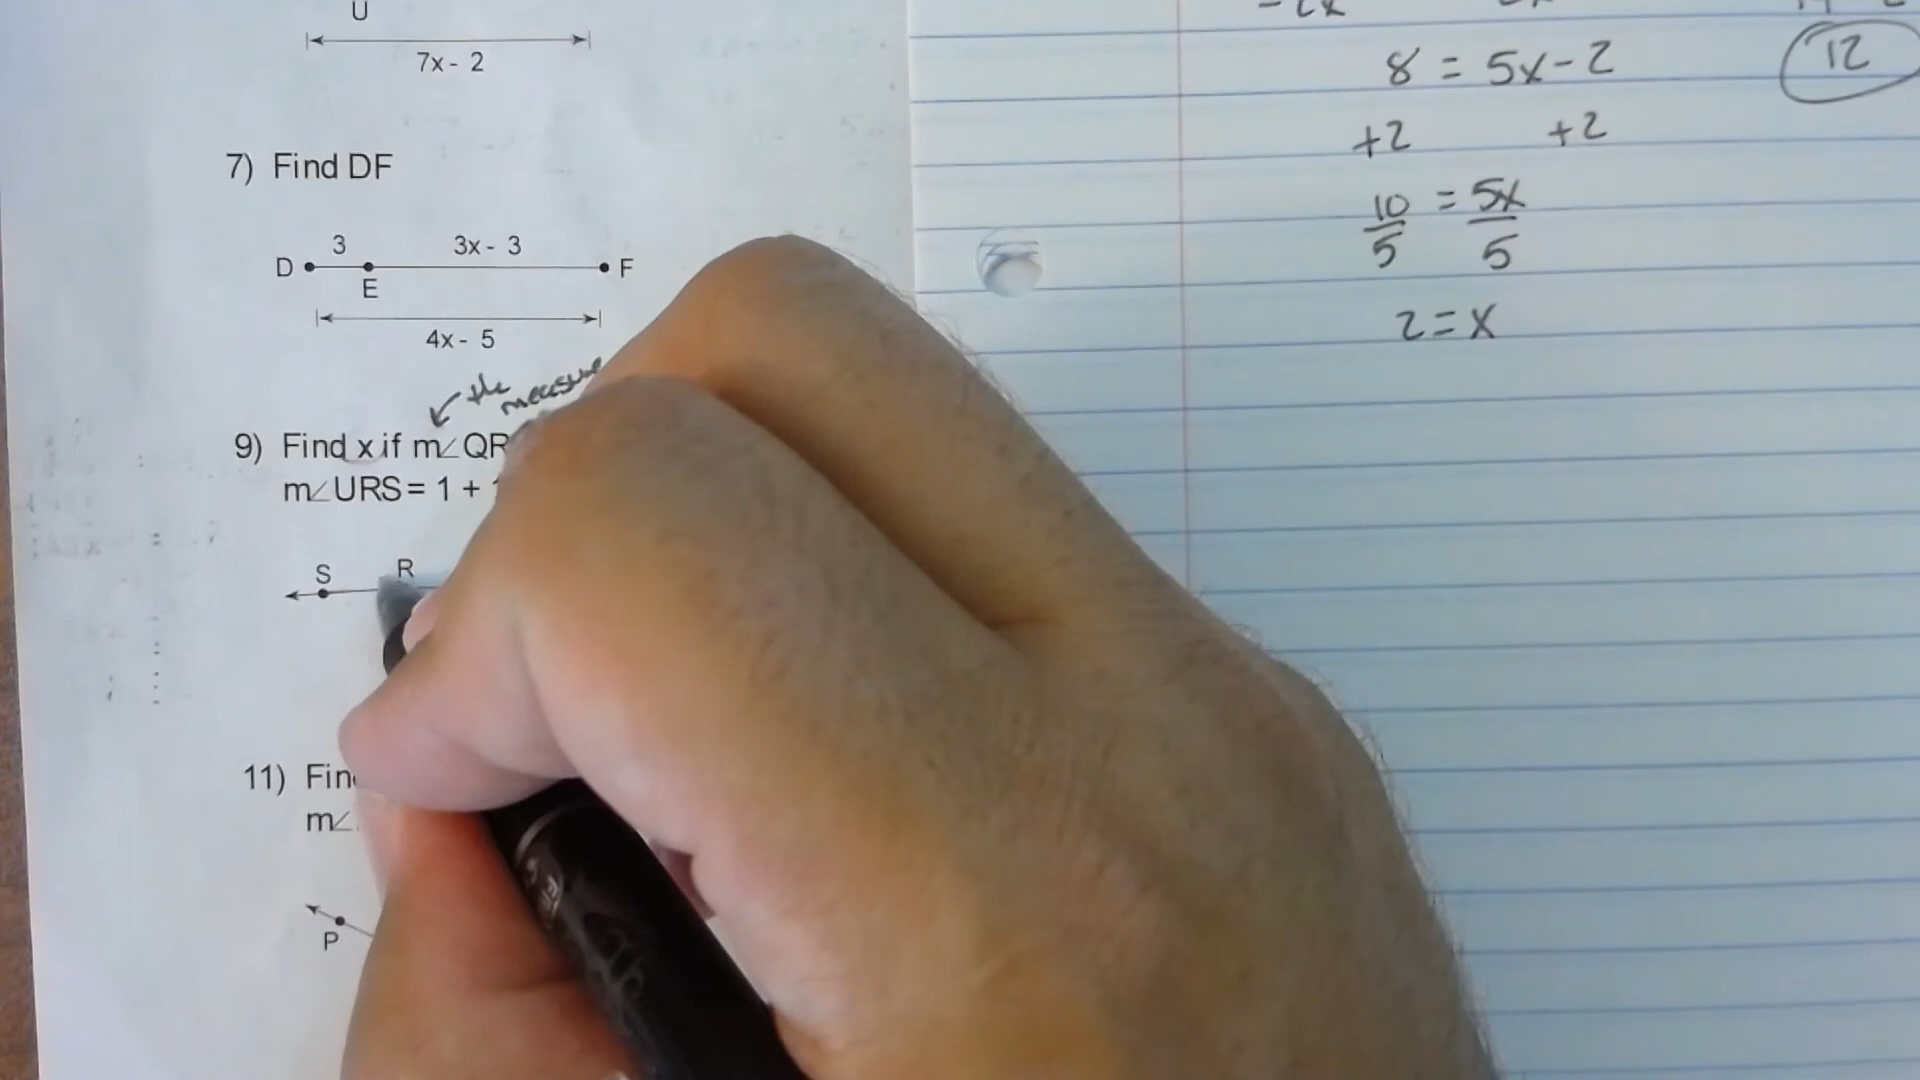 U
7x - 2
7) Find DF
3
3x - 3
D
E
F
4x - 5
the
measure
9) Find x if m∠QR
m∠URS = 1 +
S
R
11) Fin
m∠
P
8 = 5x - 2
12
+2 +2
10 = 5x
5 5
2 = x